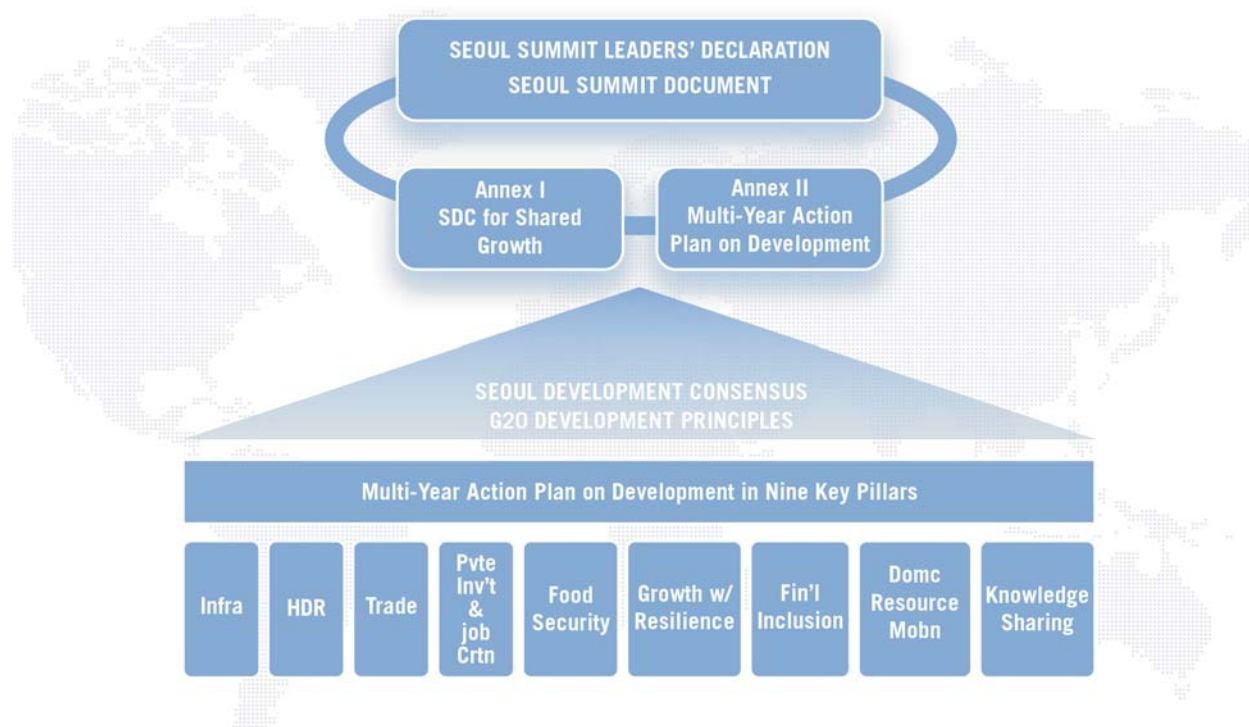 SEOUL SUMMIT LEADERS' DECLARATION
SEOUL SUMMIT DOCUMENT
Annex I
SDC for Shared
Growth
Annex II
Multi-Year Action
Plan on Development
SEOUL DEVELOPMENT CONSENSUS
G20 DEVELOPMENT PRINCIPLES
Multi-Year Action Plan on Development in Nine Key Pillars
Infra
HDR
Trade
Pvte
Inv't
&
job
Crtn
Food
Security
Growth w/
Resilience
Fin'l
Inclusion
Domc
Resource
Mobn
Knowledge
Sharing